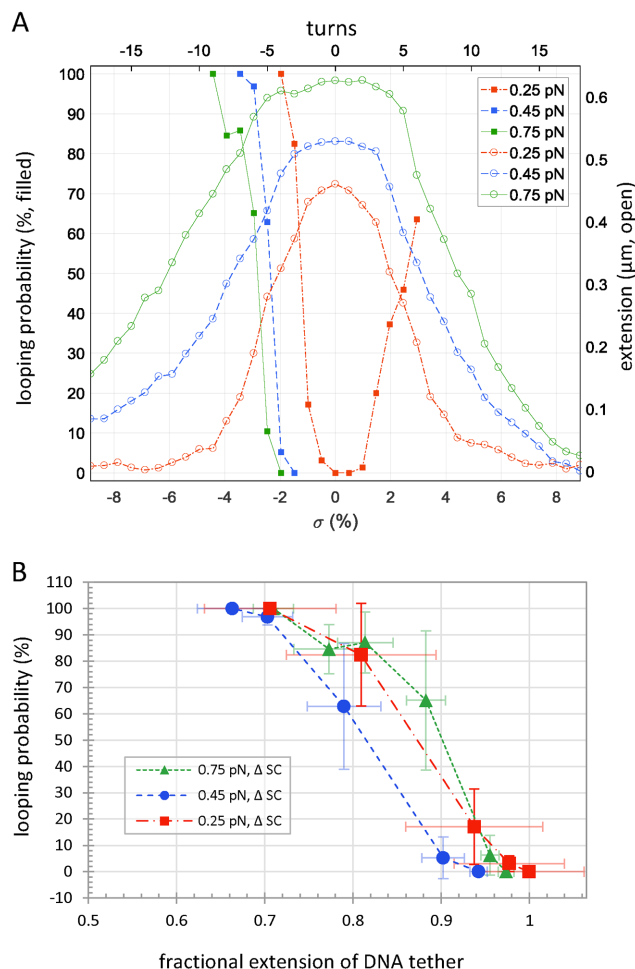 A
turns
-15 -10 -5 0 5 10 15
100
90
80
70
60
50
40
30
20
10
0
looping probability (%, filled)
0.25 pN
0.45 pN
0.75 pN
0.25 pN
0.45 pN
0.75 pN
0.6
0.5
0.4
0.3
0.2
0.1
0
extension (µm, open)
-8 -6 -4 -2 0 2 4 6 8
σ (%)
B
110
100
90
80
70
60
50
40
30
20
10
0
-10
looping probability (%)
0.75 pN, Δ SC
0.45 pN, Δ SC
0.25 pN, Δ SC
0.5 0.6 0.7 0.8 0.9 1
fractional extension of DNA tether